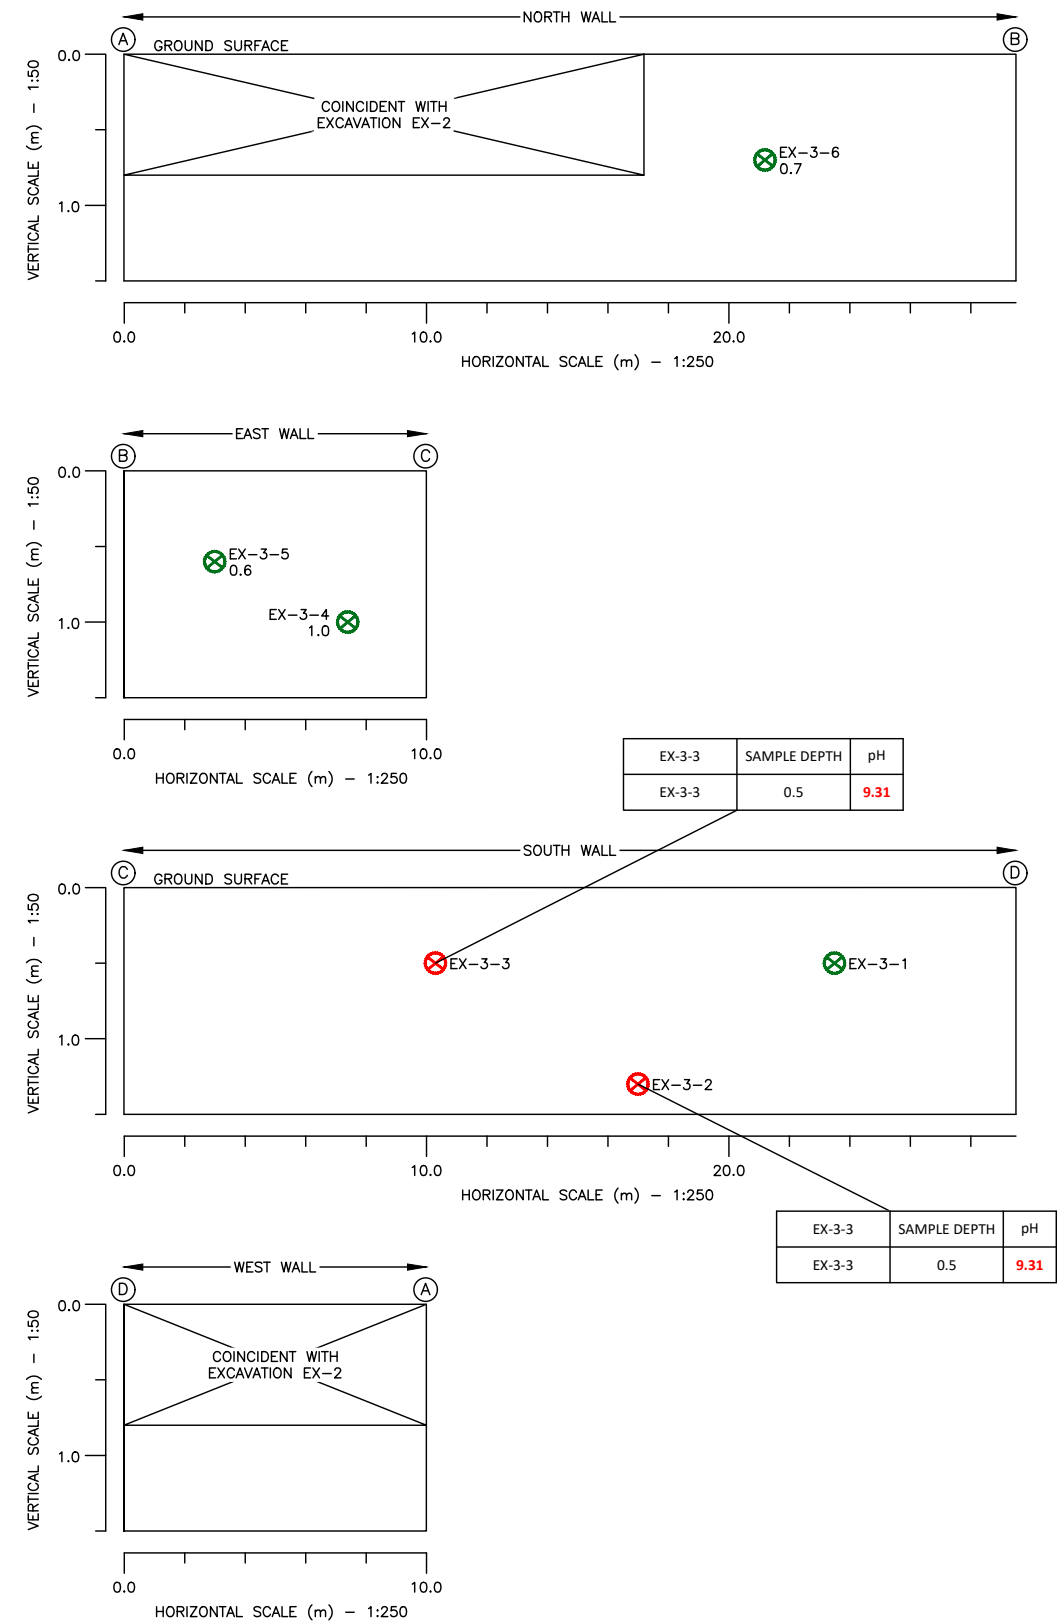 NORTH WALL
A
B
GROUND SURFACE
0.0
COINCIDENT WITH
EXCAVATION EX-2
EX-3-6
0.7
1.0
VERTICAL SCALE (m) - 1:50
0.0 10.0 20.0
HORIZONTAL SCALE (m) - 1:250
EAST WALL
B
C
0.0
EX-3-5
0.6
EX-3-4
1.0
1.0
VERTICAL SCALE (m) - 1:50
0.0 10.0
HORIZONTAL SCALE (m) - 1:250
EX-3-3 SAMPLE DEPTH pH
EX-3-3 0.5 9.31
SOUTH WALL
C
D
GROUND SURFACE
0.0
EX-3-3
EX-3-1
1.0
EX-3-2
VERTICAL SCALE (m) - 1:50
0.0 10.0 20.0
HORIZONTAL SCALE (m) - 1:250
EX-3-3 SAMPLE DEPTH pH
EX-3-3 0.5 9.31
WEST WALL
D
A
0.0
COINCIDENT WITH
EXCAVATION EX-2
1.0
VERTICAL SCALE (m) - 1:50
0.0 10.0
HORIZONTAL SCALE (m) - 1:250